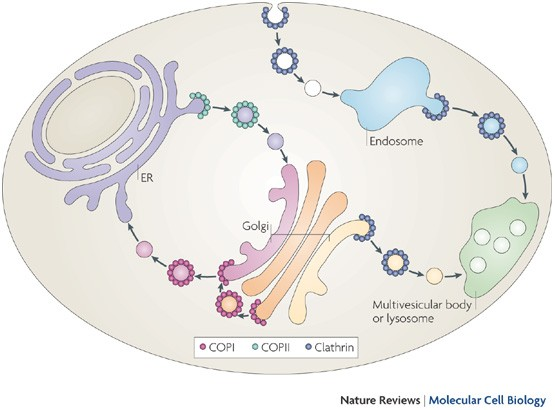 Endosome
ER
Golgi
Multivesicular body
or lysosome
COPI COPII Clathrin
Nature Reviews | Molecular Cell Biology